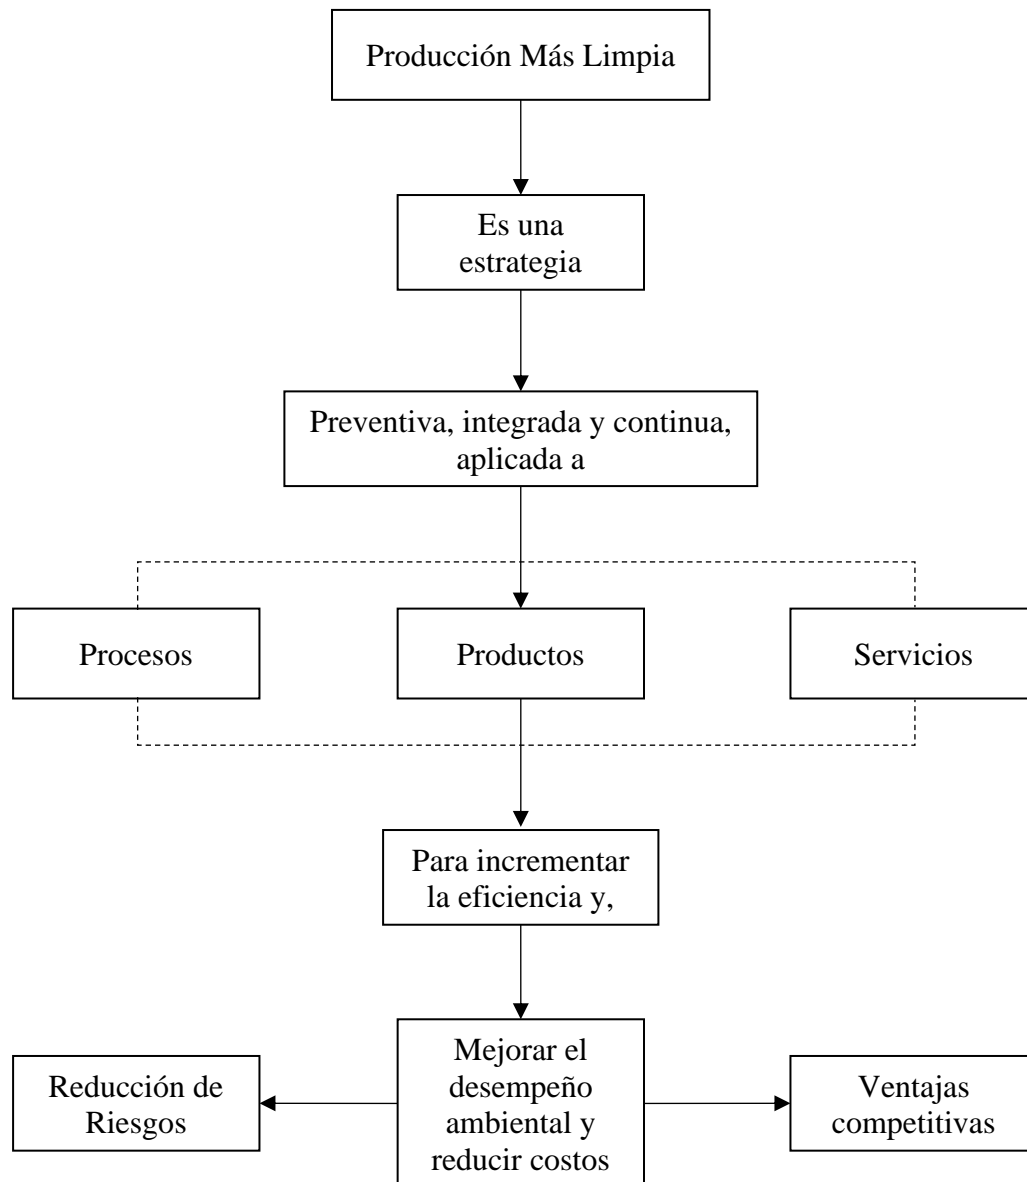 Producción Más Limpia
Es una
estrategia
Preventiva, integrada y continua,
aplicada a
Procesos
Productos
Servicios
Para incrementar
la eficiencia y,
Reducción de
Riesgos
Mejorar el
desempeño
ambiental y
reducir costos
Ventajas
competitivas